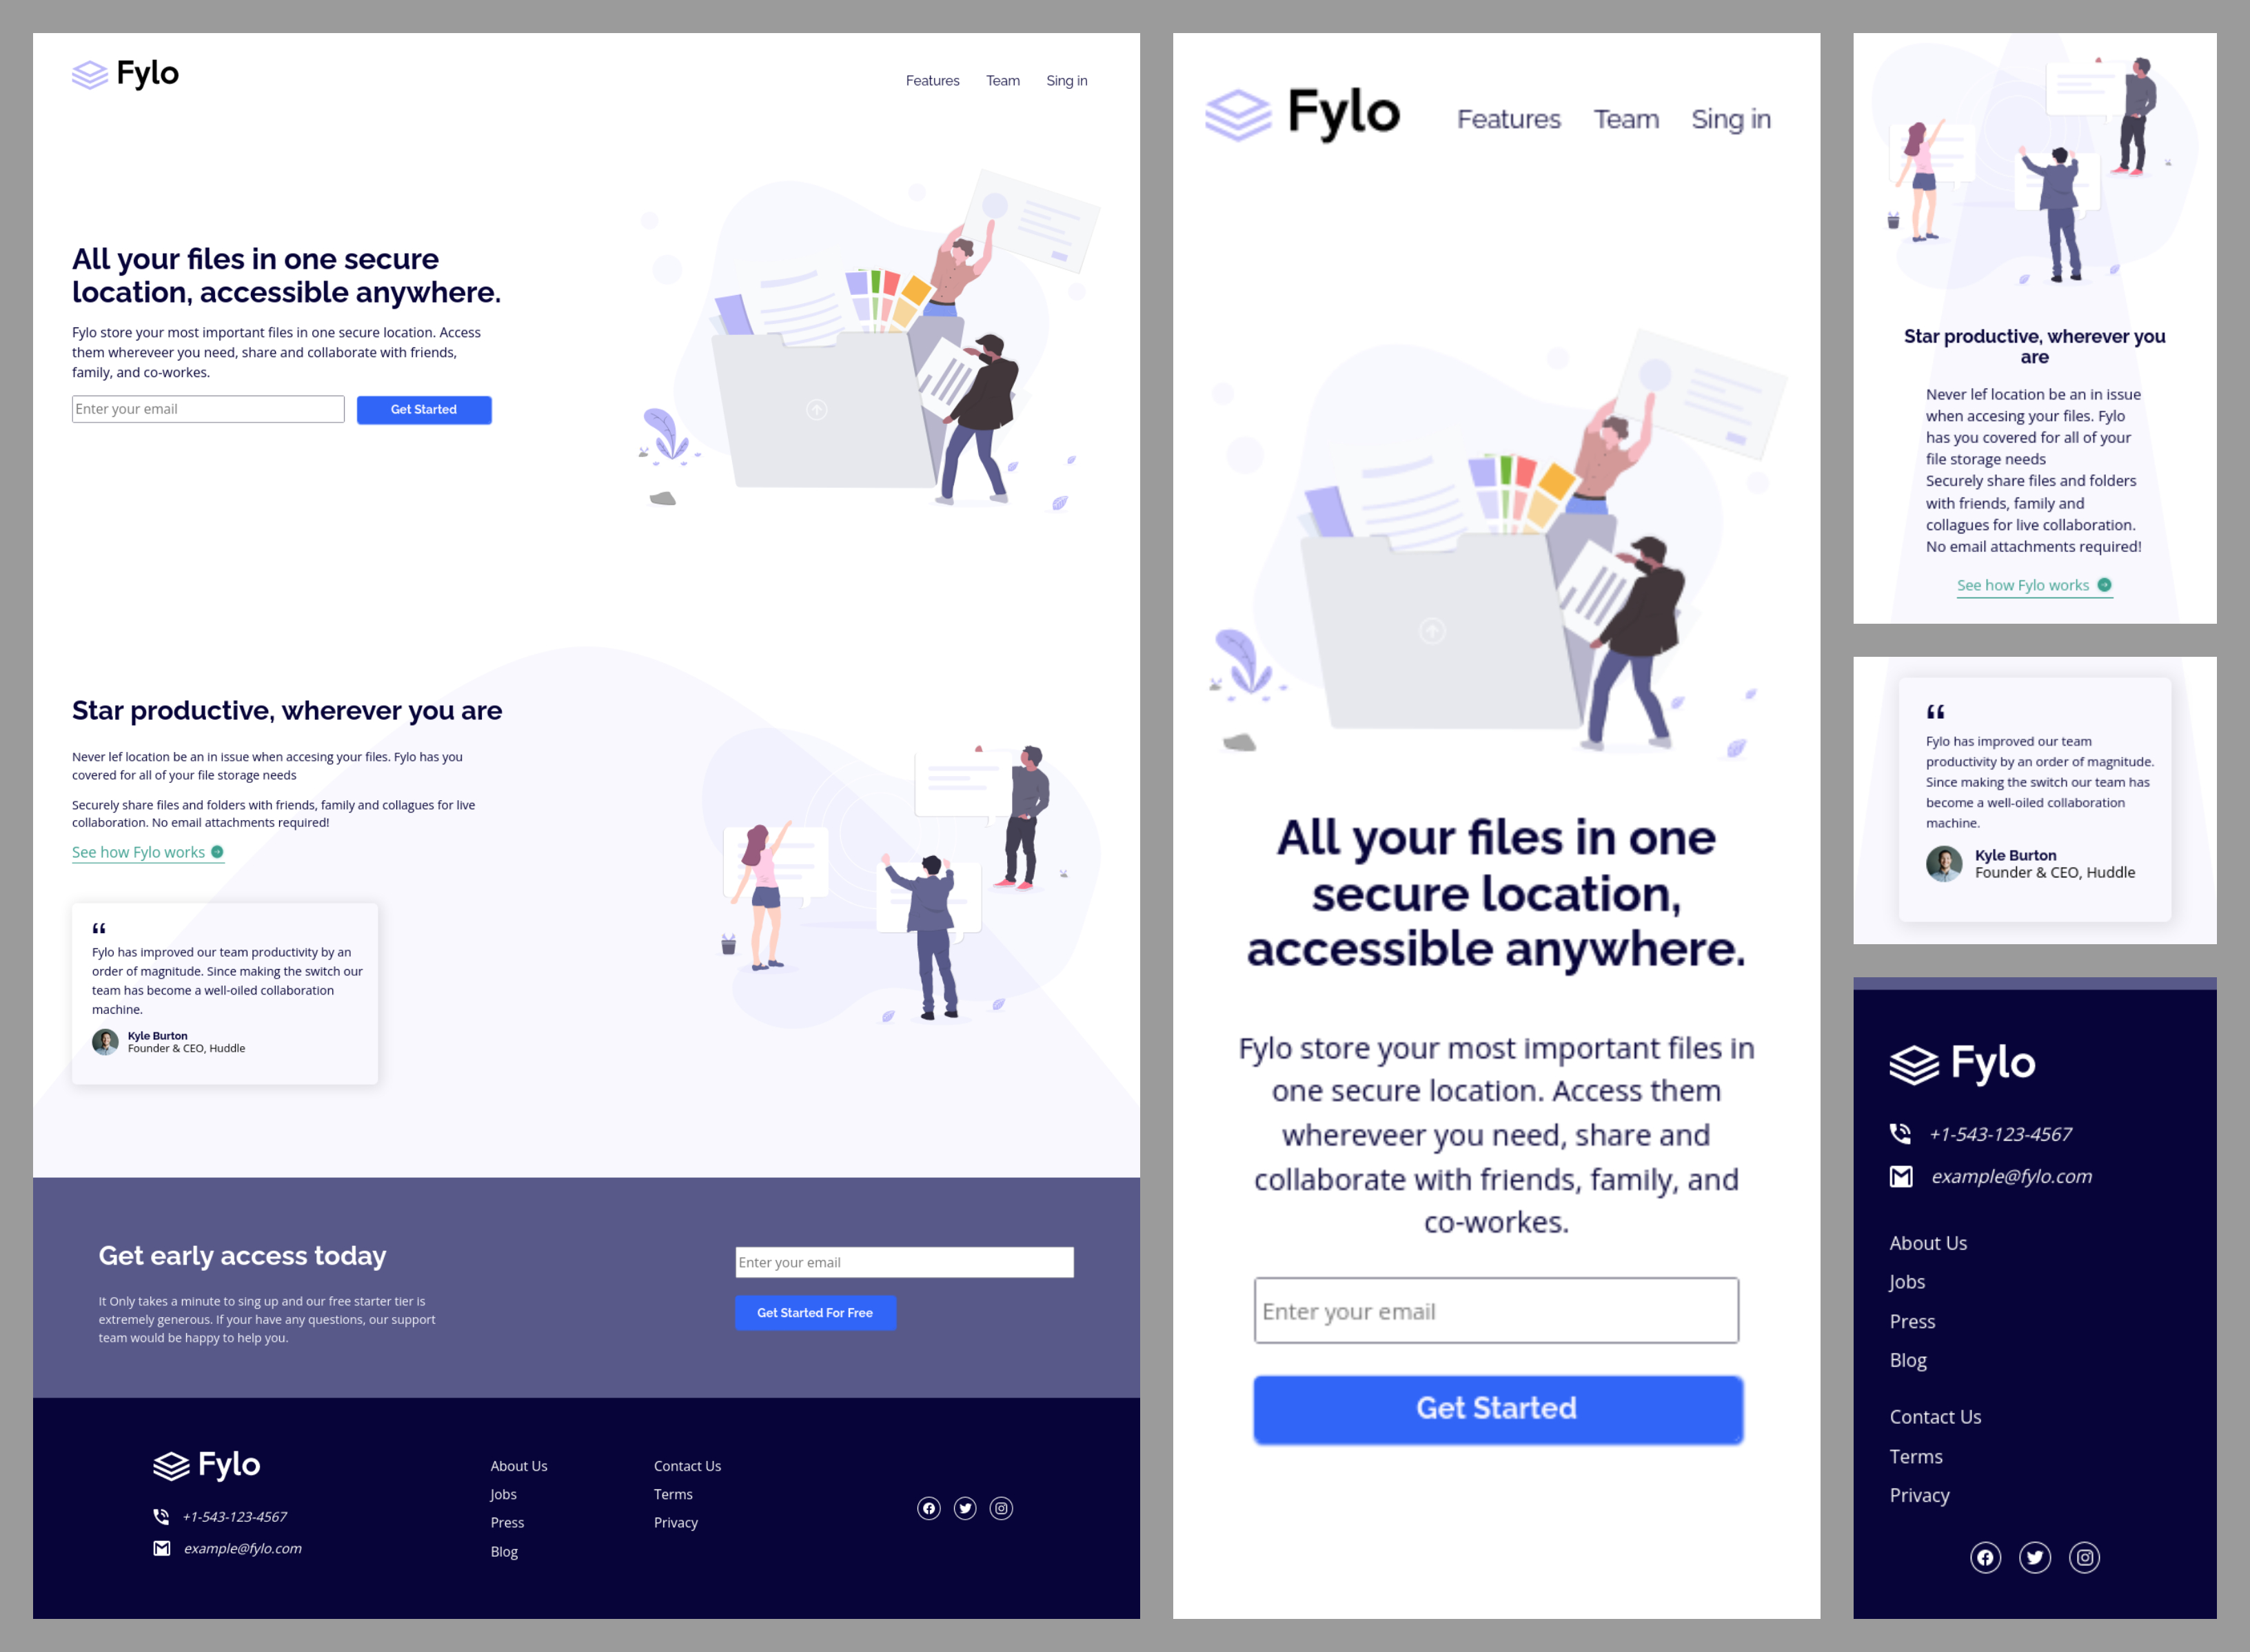 Fylo
Features Team Sing in
All your files in one secure
location, accessible anywhere.
Fylo store your most important files in one secure location. Access
them whereveer you need, share and collaborate with friends,
family, and co-workes.
Enter your email
Get Started
Star productive, wherever you are
Never lef location be an in issue when accesing your files. Fylo has you
covered for all of your file storage needs
Securely share files and folders with friends, family and collagues for live
collaboration. No email attachments required!
See how Fylo works
“
Fylo has improved our team productivity by an
order of magnitude. Since making the switch our
team has become a well-oiled collaboration
machine.
Kyle Burton
Founder & CEO, Huddle
Get early access today
It Only takes a minute to sing up and our free starter tier is
extremely generous. If your have any questions, our support
team would be happy to help you.
Enter your email
Get Started For Free
Fylo
+1-543-123-4567
example@fylo.com
About Us
Jobs
Press
Blog
Contact Us
Terms
Privacy
Fylo
Features Team Sing in
All your files in one
secure location,
accessible anywhere.
Fylo store your most important files in
one secure location. Access them
whereveer you need, share and
collaborate with friends, family, and
co-workes.
Enter your email
Get Started
Star productive, wherever you
are
Never lef location be an in issue
when accesing your files. Fylo
has you covered for all of your
file storage needs
Securely share files and folders
with friends, family and
collagues for live collaboration.
No email attachments required!
See how Fylo works
“
Fylo has improved our team
productivity by an order of magnitude.
Since making the switch our team has
become a well-oiled collaboration
machine.
Kyle Burton
Founder & CEO, Huddle
Fylo
+1-543-123-4567
example@fylo.com
About Us
Jobs
Press
Blog
Contact Us
Terms
Privacy